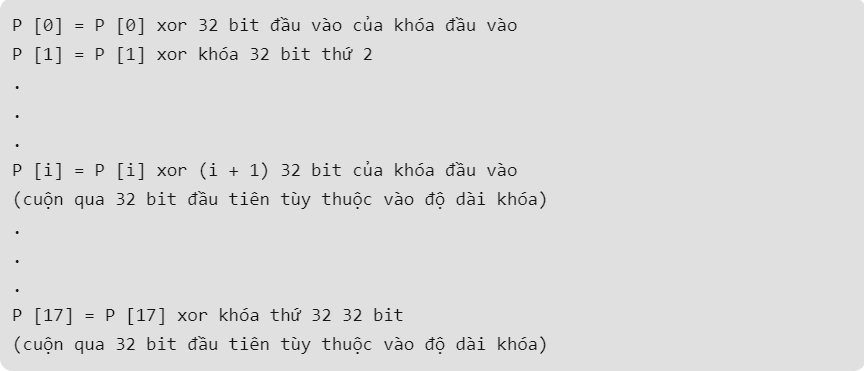 P [0] = P [0] xor 32 bit đầu vào của khóa đầu vào
P [1] = P [1] xor khóa 32 bit thứ 2
.
.
.
P [i] = P [i] xor (i + 1) 32 bit của khóa đầu vào
(cuộn qua 32 bit đầu tiên tùy thuộc vào độ dài khóa)
.
.
.
P [17] = P [17] xor khóa thứ 32 32 bit
(cuộn qua 32 bit đầu tiên tùy thuộc vào độ dài khóa)